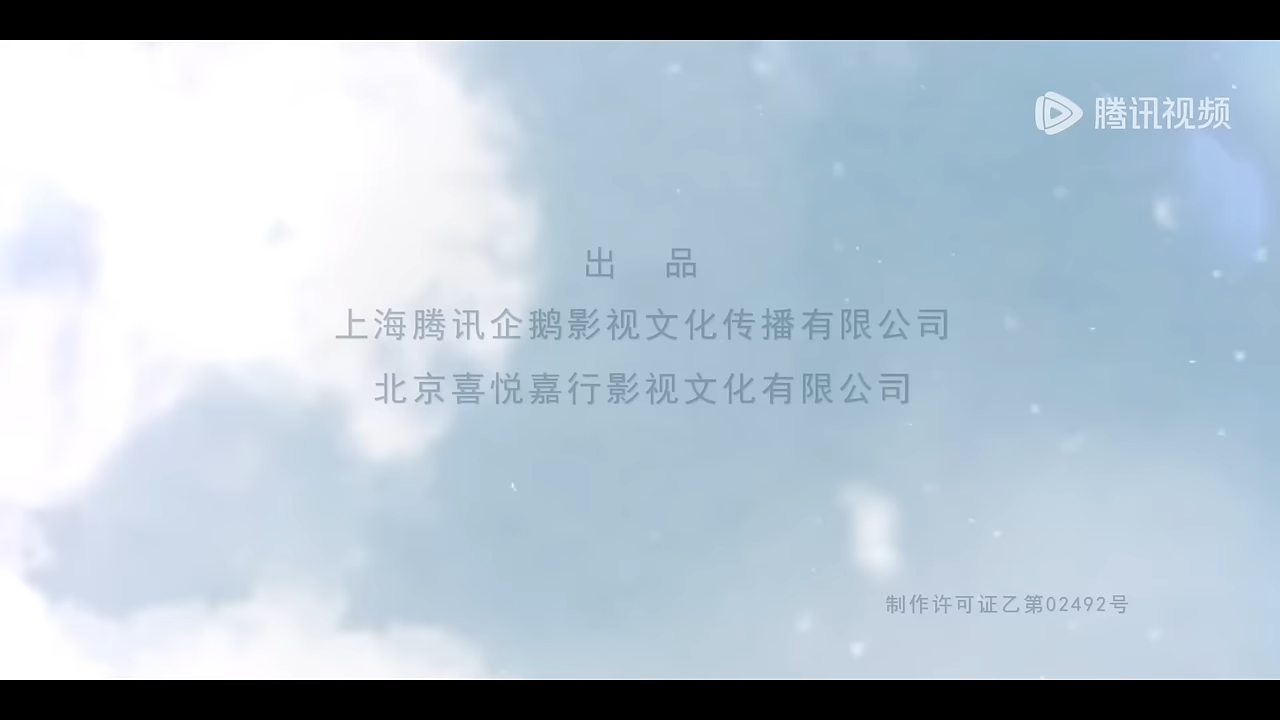 腾讯视频
出 品
上海腾讯企鹅影视文化传播有限公司
北京喜悦嘉行影视文化有限公司
制作许可证乙第02492号